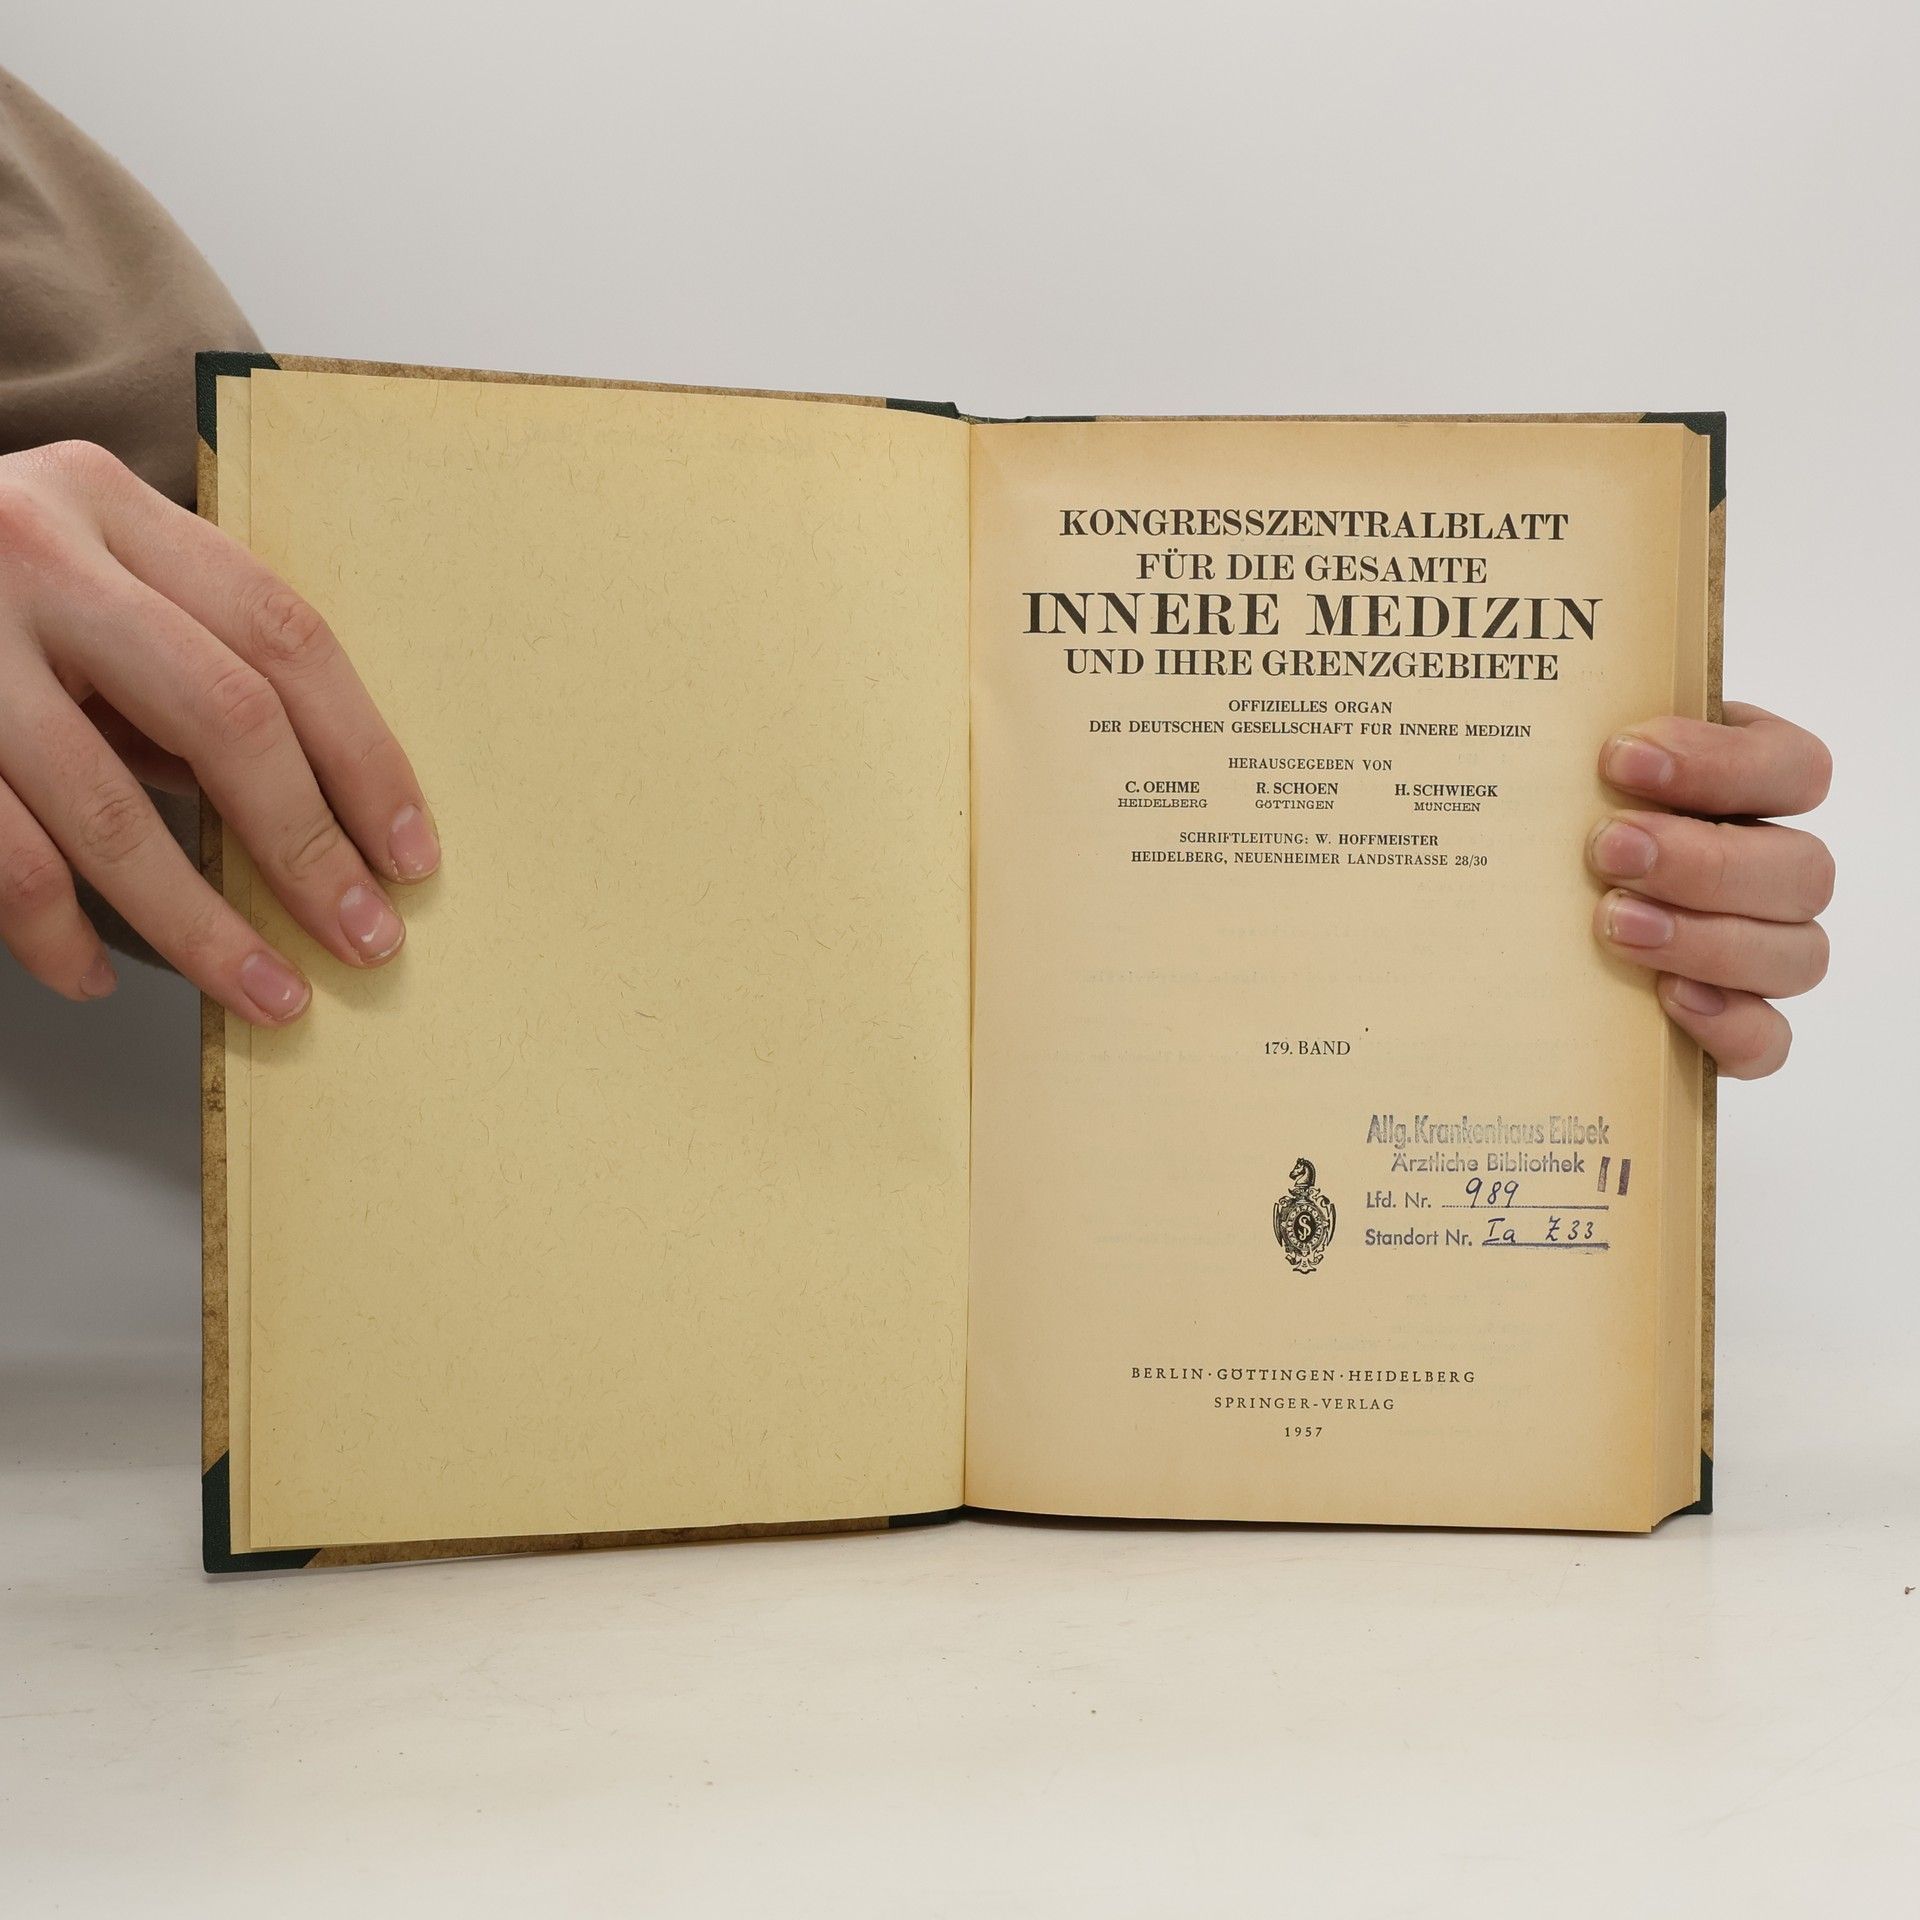 KONGRESSZENTRALBLATT
FÜR DIE GESAMTE
INNERE MEDIZIN
UND IHRE GRENZGEBIETE
OFFIZIELLES ORGAN
DER DEUTSCHEN GESELLSCHAFT FÜR INNERE MEDIZIN
HERAUSGEGEBEN VON
C. OEHME R. SCHOEN H. SCHWIEGK
HEIDELBERG GÖTTINGEN MÜNCHEN
SCHRIFTLEITUNG: W. HOFFMEISTER
HEIDELBERG, NEUENHEIMER LANDSTRASSE 28/30
179. BAND
Allg. Krankenhaus Eilbek
Ärztliche Bibliothek II
Lfd. Nr. 989
Standort Nr. Ia Z 33
BERLIN · GÖTTINGEN · HEIDELBERG
SPRINGER-VERLAG
1957